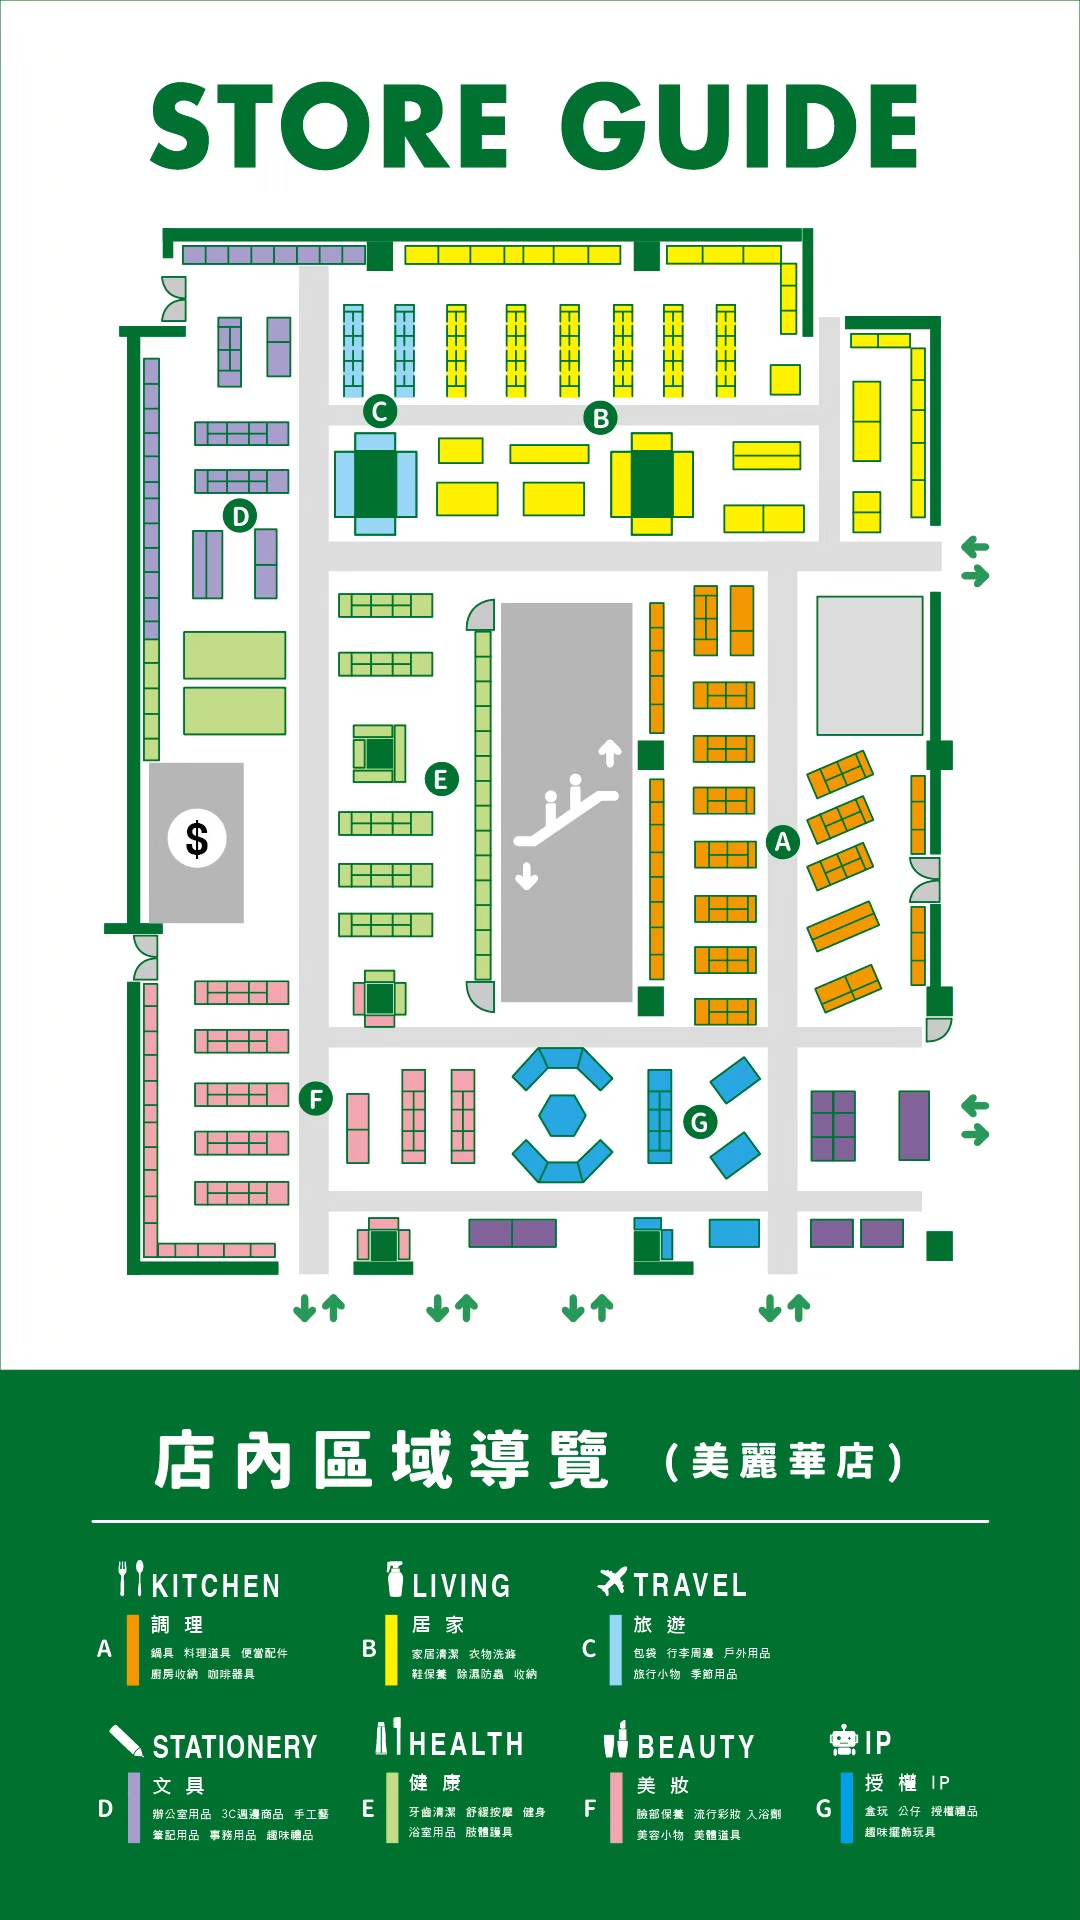 STORE GUIDE
C
B
D
E
$
A
F
G
店內區域導覽 (美麗華店)
KITCHEN
A
調理
鍋具 料理道具 便當配件
廚房收納 咖啡器具
LIVING
B
居家
家居清潔 衣物洗滌
鞋保養 除濕防蟲 收納
TRAVEL
C
旅遊
包袋 行李周邊 戶外用品
旅行小物 季節用品
STATIONERY
D
文具
辦公室用品 3C週邊商品 手工藝
筆記用品 事務用品 趣味禮品
HEALTH
E
健康
牙齒清潔 舒緩按摩 健身
浴室用品 肢體護具
BEAUTY
F
美妝
臉部保養 流行彩妝 入浴劑
美容小物 美體道具
IP
G
授權 IP
盒玩 公仔 授權禮品
趣味擺飾玩具